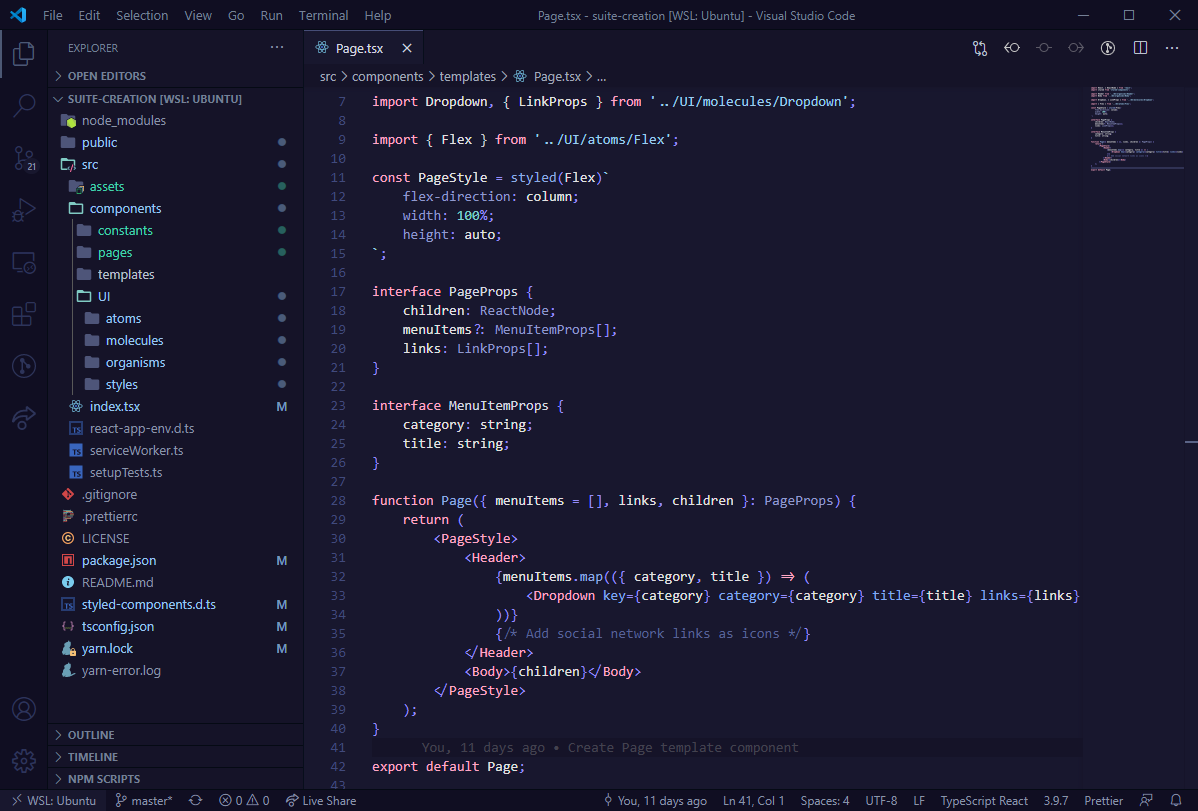 File Edit Selection View Go Run Terminal Help
Page.tsx - suite-creation [WSL: Ubuntu] - Visual Studio Code
EXPLORER
OPEN EDITORS
SUITE-CREATION [WSL: UBUNTU]
node_modules
public
src
assets
components
constants
pages
templates
UI
atoms
molecules
organisms
styles
index.tsx M
react-app-env.d.ts
serviceWorker.ts
setupTests.ts
.gitignore
.prettierrc
LICENSE
package.json M
README.md
styled-components.d.ts M
tsconfig.json M
yarn.lock M
yarn-error.log
OUTLINE
TIMELINE
NPM SCRIPTS
21
Page.tsx
src > components > templates > Page.tsx > ...
7 import Dropdown, { LinkProps } from '../UI/molecules/Dropdown';
8
9 import { Flex } from '../UI/atoms/Flex';
10
11 const PageStyle = styled(Flex)`
12 flex-direction: column;
13 width: 100%;
14 height: auto;
15 `;
16
17 interface PageProps {
18 children: ReactNode;
19 menuItems?: MenuItemProps[];
20 links: LinkProps[];
21 }
22
23 interface MenuItemProps {
24 category: string;
25 title: string;
26 }
27
28 function Page({ menuItems = [], links, children }: PageProps) {
29 return (
30 <PageStyle>
31 <Header>
32 {menuItems.map(({ category, title }) => (
33 <Dropdown key={category} category={category} title={title} links={links}
34 ))}
35 {/* Add social network links as icons */}
36 </Header>
37 <Body>{children}</Body>
38 </PageStyle>
39 );
40 }
41 You, 11 days ago • Create Page template component
42 export default Page;
43
WSL: Ubuntu master* 0 0 Live Share You, 11 days ago Ln 41, Col 1 Spaces: 4 UTF-8 LF TypeScript React 3.9.7 Prettier